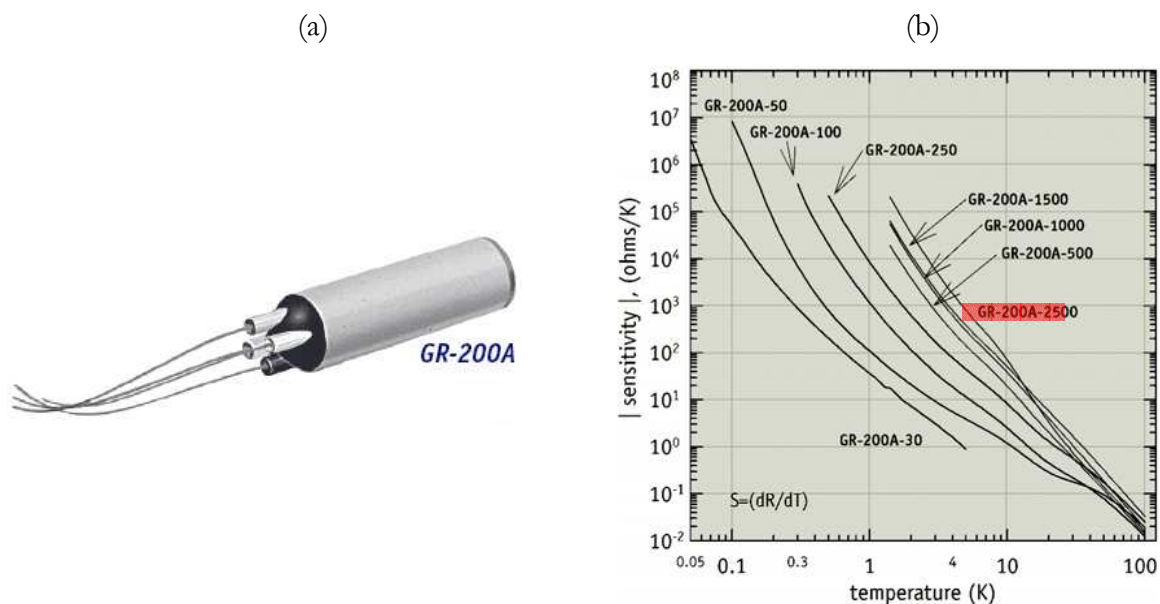 (a)
(b)
GR-200A
10⁸
10⁷
10⁶
10⁵
10⁴
10³
10²
10¹
10⁰
10⁻¹
10⁻²
| sensitivity |, (ohms/K)
GR-200A-50
GR-200A-100
GR-200A-250
GR-200A-1500
GR-200A-1000
GR-200A-500
GR-200A-2500
GR-200A-30
S=(dR/dT)
0.05 0.1 0.3 1 4 10 100
temperature (K)